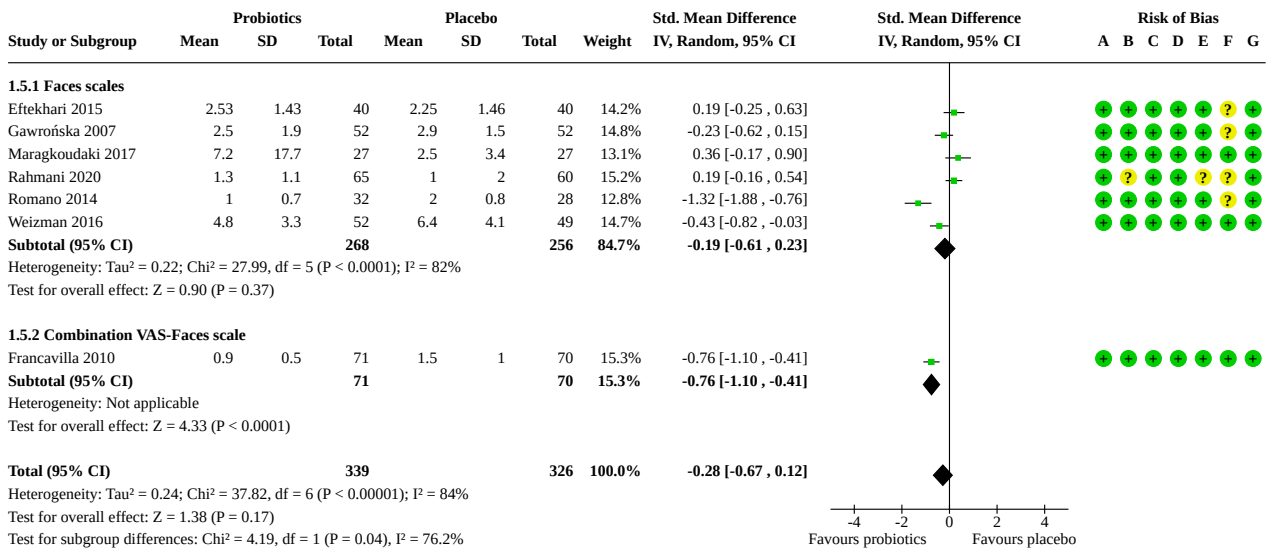 Probiotics Placebo Std. Mean Difference Std. Mean Difference Risk of Bias
Study or Subgroup Mean SD Total Mean SD Total Weight IV, Random, 95% CI IV, Random, 95% CI A B C D E F G
1.5.1 Faces scales
Eftekhari 2015 2.53 1.43 40 2.25 1.46 40 14.2% 0.19 [-0.25 , 0.63] + + + + + ? +
Gawrońska 2007 2.5 1.9 52 2.9 1.5 52 14.8% -0.23 [-0.62 , 0.15] + + + + + ? +
Maragkoudaki 2017 7.2 17.7 27 2.5 3.4 27 13.1% 0.36 [-0.17 , 0.90] + + + + + + +
Rahmani 2020 1.3 1.1 65 1 2 60 15.2% 0.19 [-0.16 , 0.54] + ? + + ? ? +
Romano 2014 1 0.7 32 2 0.8 28 12.8% -1.32 [-1.88 , -0.76] + + + + + ? +
Weizman 2016 4.8 3.3 52 6.4 4.1 49 14.7% -0.43 [-0.82 , -0.03] + + + + + + +
Subtotal (95% CI) 268 256 84.7% -0.19 [-0.61 , 0.23]
Heterogeneity: Tau² = 0.22; Chi² = 27.99, df = 5 (P < 0.0001); I² = 82%
Test for overall effect: Z = 0.90 (P = 0.37)
1.5.2 Combination VAS-Faces scale
Francavilla 2010 0.9 0.5 71 1.5 1 70 15.3% -0.76 [-1.10 , -0.41] + + + + + + +
Subtotal (95% CI) 71 70 15.3% -0.76 [-1.10 , -0.41]
Heterogeneity: Not applicable
Test for overall effect: Z = 4.33 (P < 0.0001)
Total (95% CI) 339 326 100.0% -0.28 [-0.67 , 0.12]
Heterogeneity: Tau² = 0.24; Chi² = 37.82, df = 6 (P < 0.00001); I² = 84%
Test for overall effect: Z = 1.38 (P = 0.17) -4 -2 0 2 4
Test for subgroup differences: Chi² = 4.19, df = 1 (P = 0.04), I² = 76.2% Favours probiotics Favours placebo